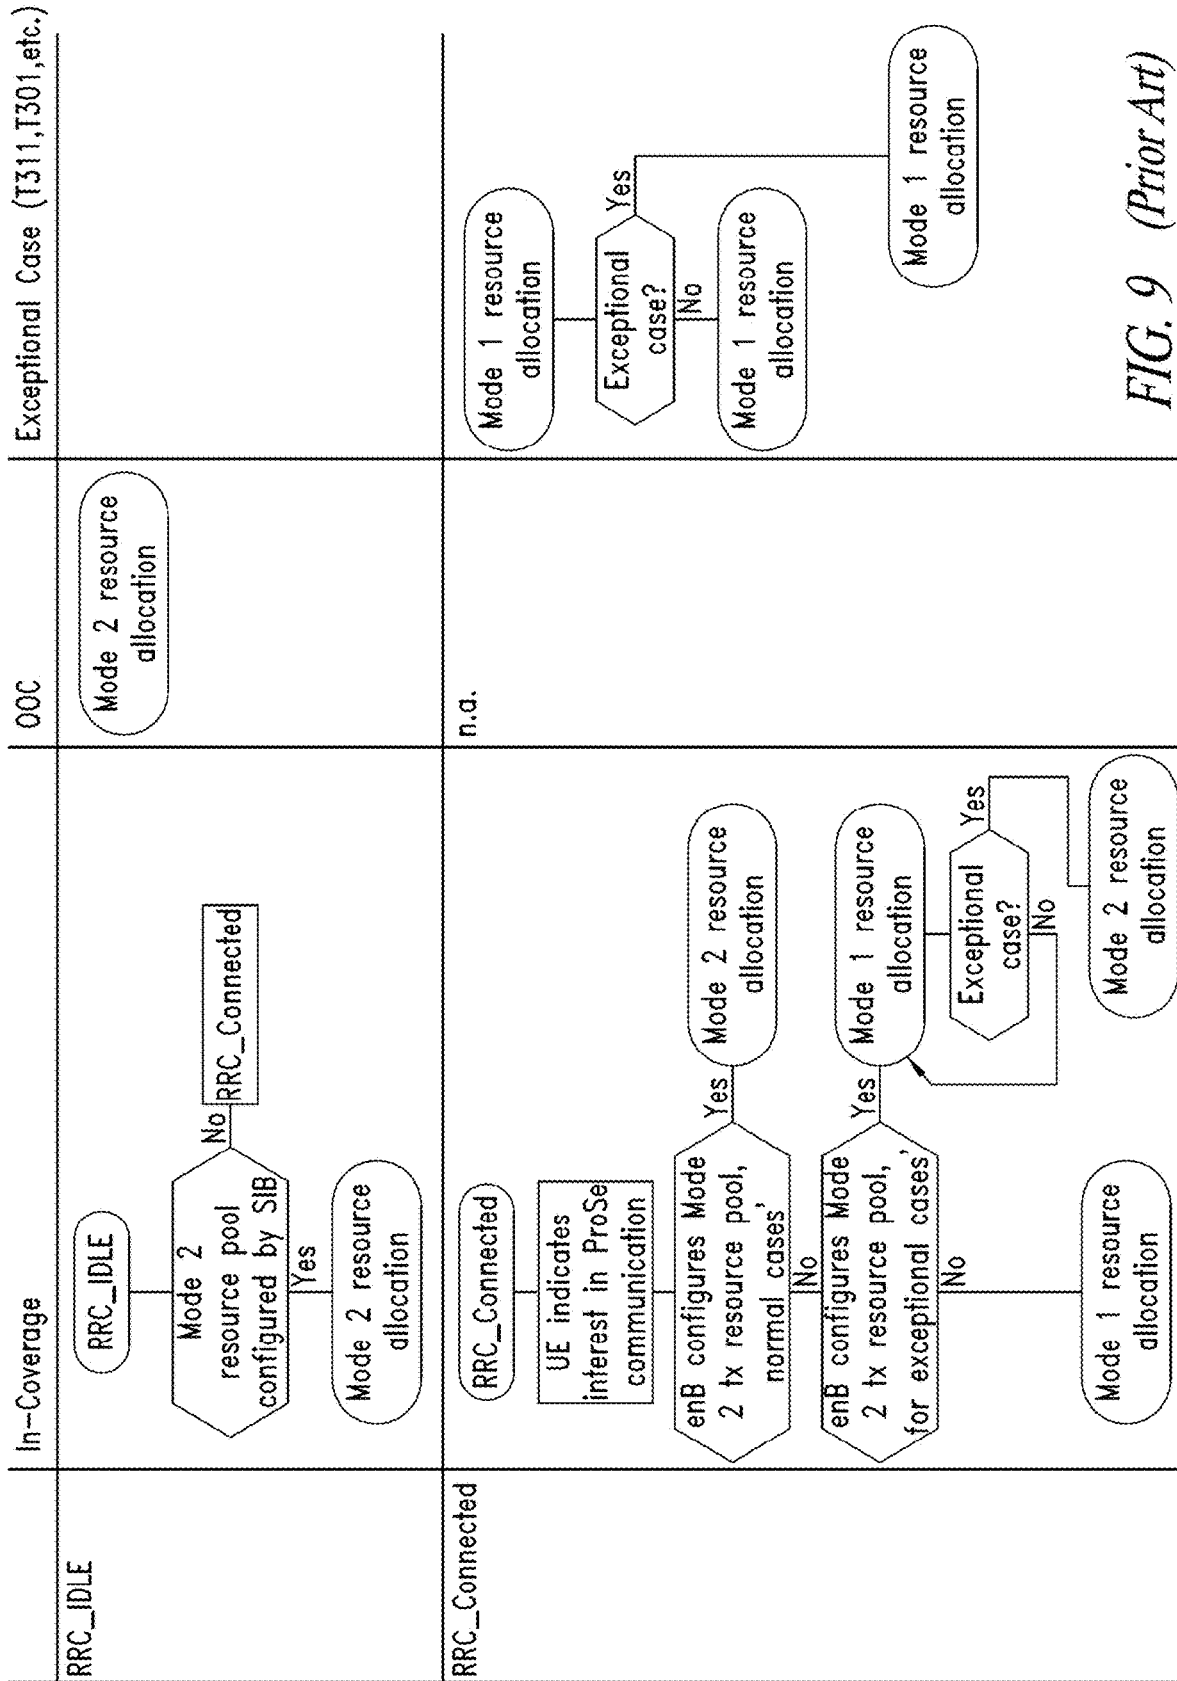 In-Coverage
OOC
Exceptional Case (T311,T301,etc.)
RRC_IDLE
RRC_IDLE
Mode 2
resource pool
configured by SIB
No
RRC_Connected
Yes
Mode 2 resource
allocation
Mode 2 resource
allocation
RRC_Connected
RRC_Connected
UE indicates
interest in ProSe
communication
enB configures Mode
2 tx resource pool,
normal cases'
Yes
Mode 2 resource
allocation
No
enB configures Mode
2 tx resource pool,
for exceptional cases,'
Yes
Mode 1 resource
allocation
Exceptional
case?
Yes
No
Mode 2 resource
allocation
No
Mode 1 resource
allocation
n.a.
Mode 1 resource
allocation
Exceptional
case?
Yes
No
Mode 1 resource
allocation
Mode 1 resource
allocation
FIG. 9 (Prior Art)